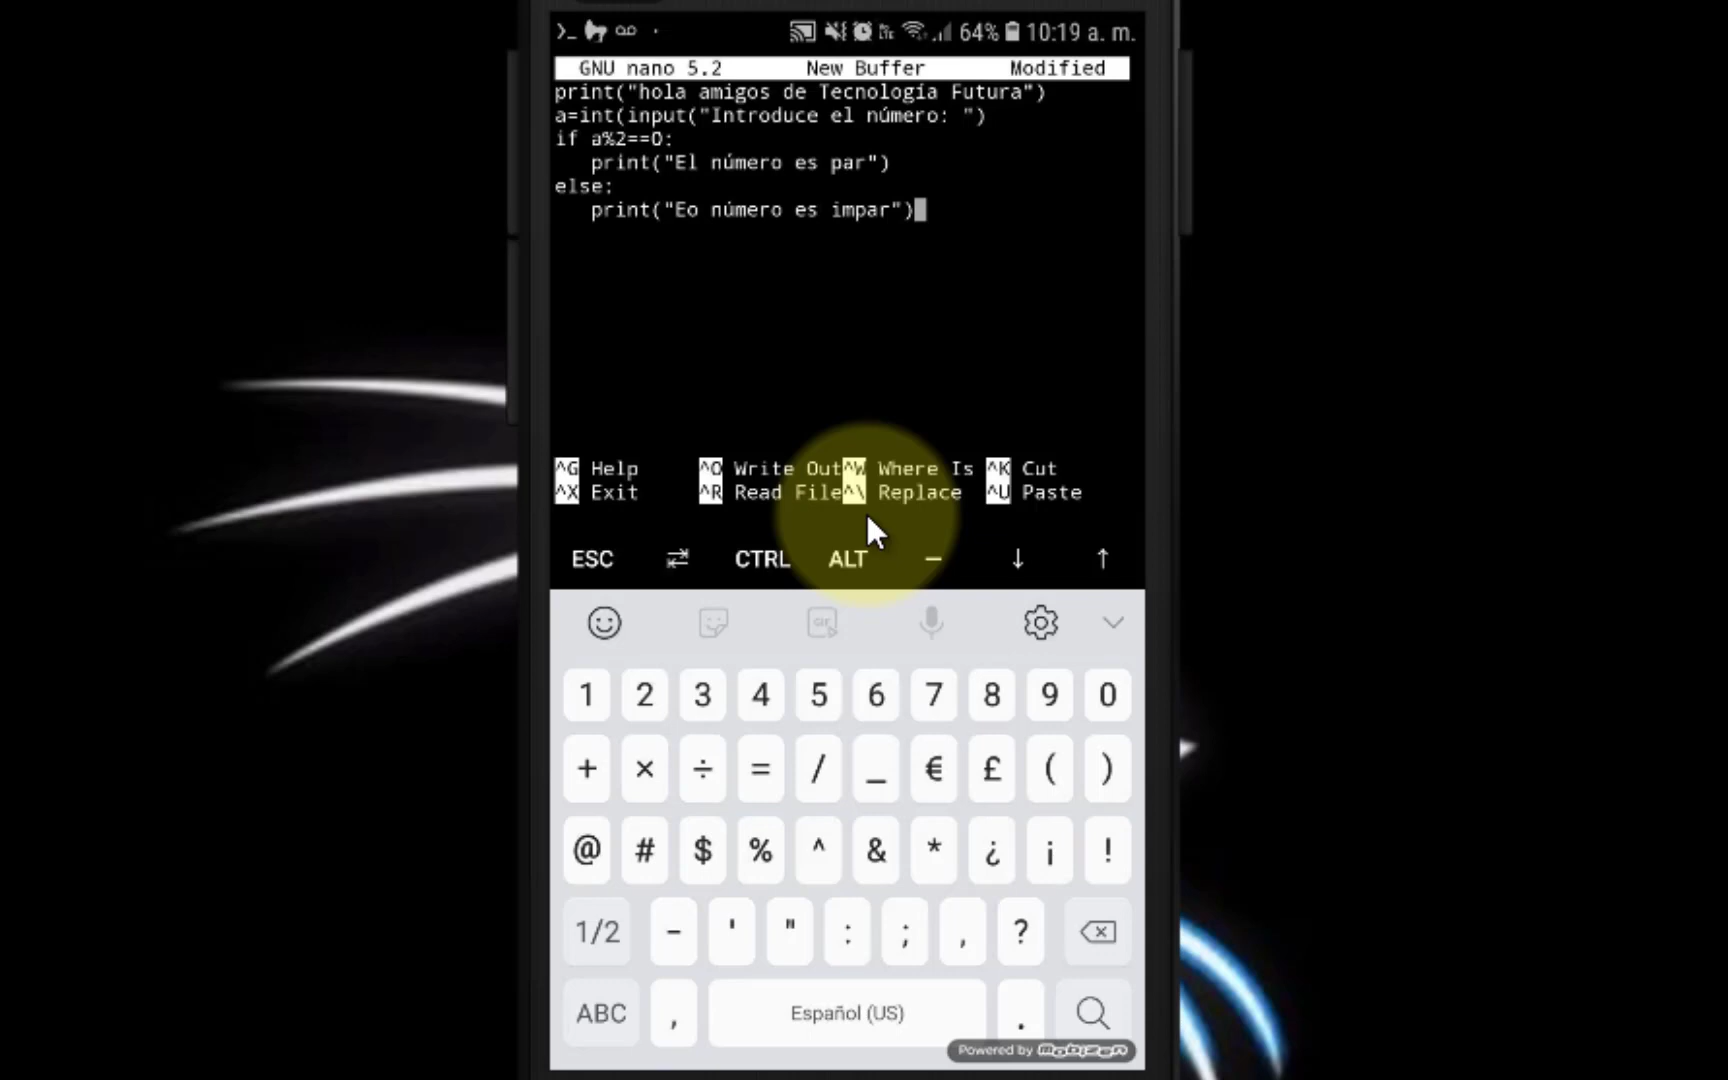 64% 10:19 a. m.
GNU nano 5.2 New Buffer Modified
print("hola amigos de Tecnología Futura")
a=int(input("Introduce el número: ")
if a%2==0:
print("El número es par")
else:
print("Eo número es impar")
^G Help ^O Write Out ^W Where Is ^K Cut
^X Exit ^R Read File ^\ Replace ^U Paste
ESC CTRL ALT – ↓ ↑
GIF
1 2 3 4 5 6 7 8 9 0
+ × ÷ = / _ € £ ( )
@ # $ % ^ & * ¿ ¡ !
1/2 - ' " : ; , ?
ABC , Español (US) .
Powered by mobizen